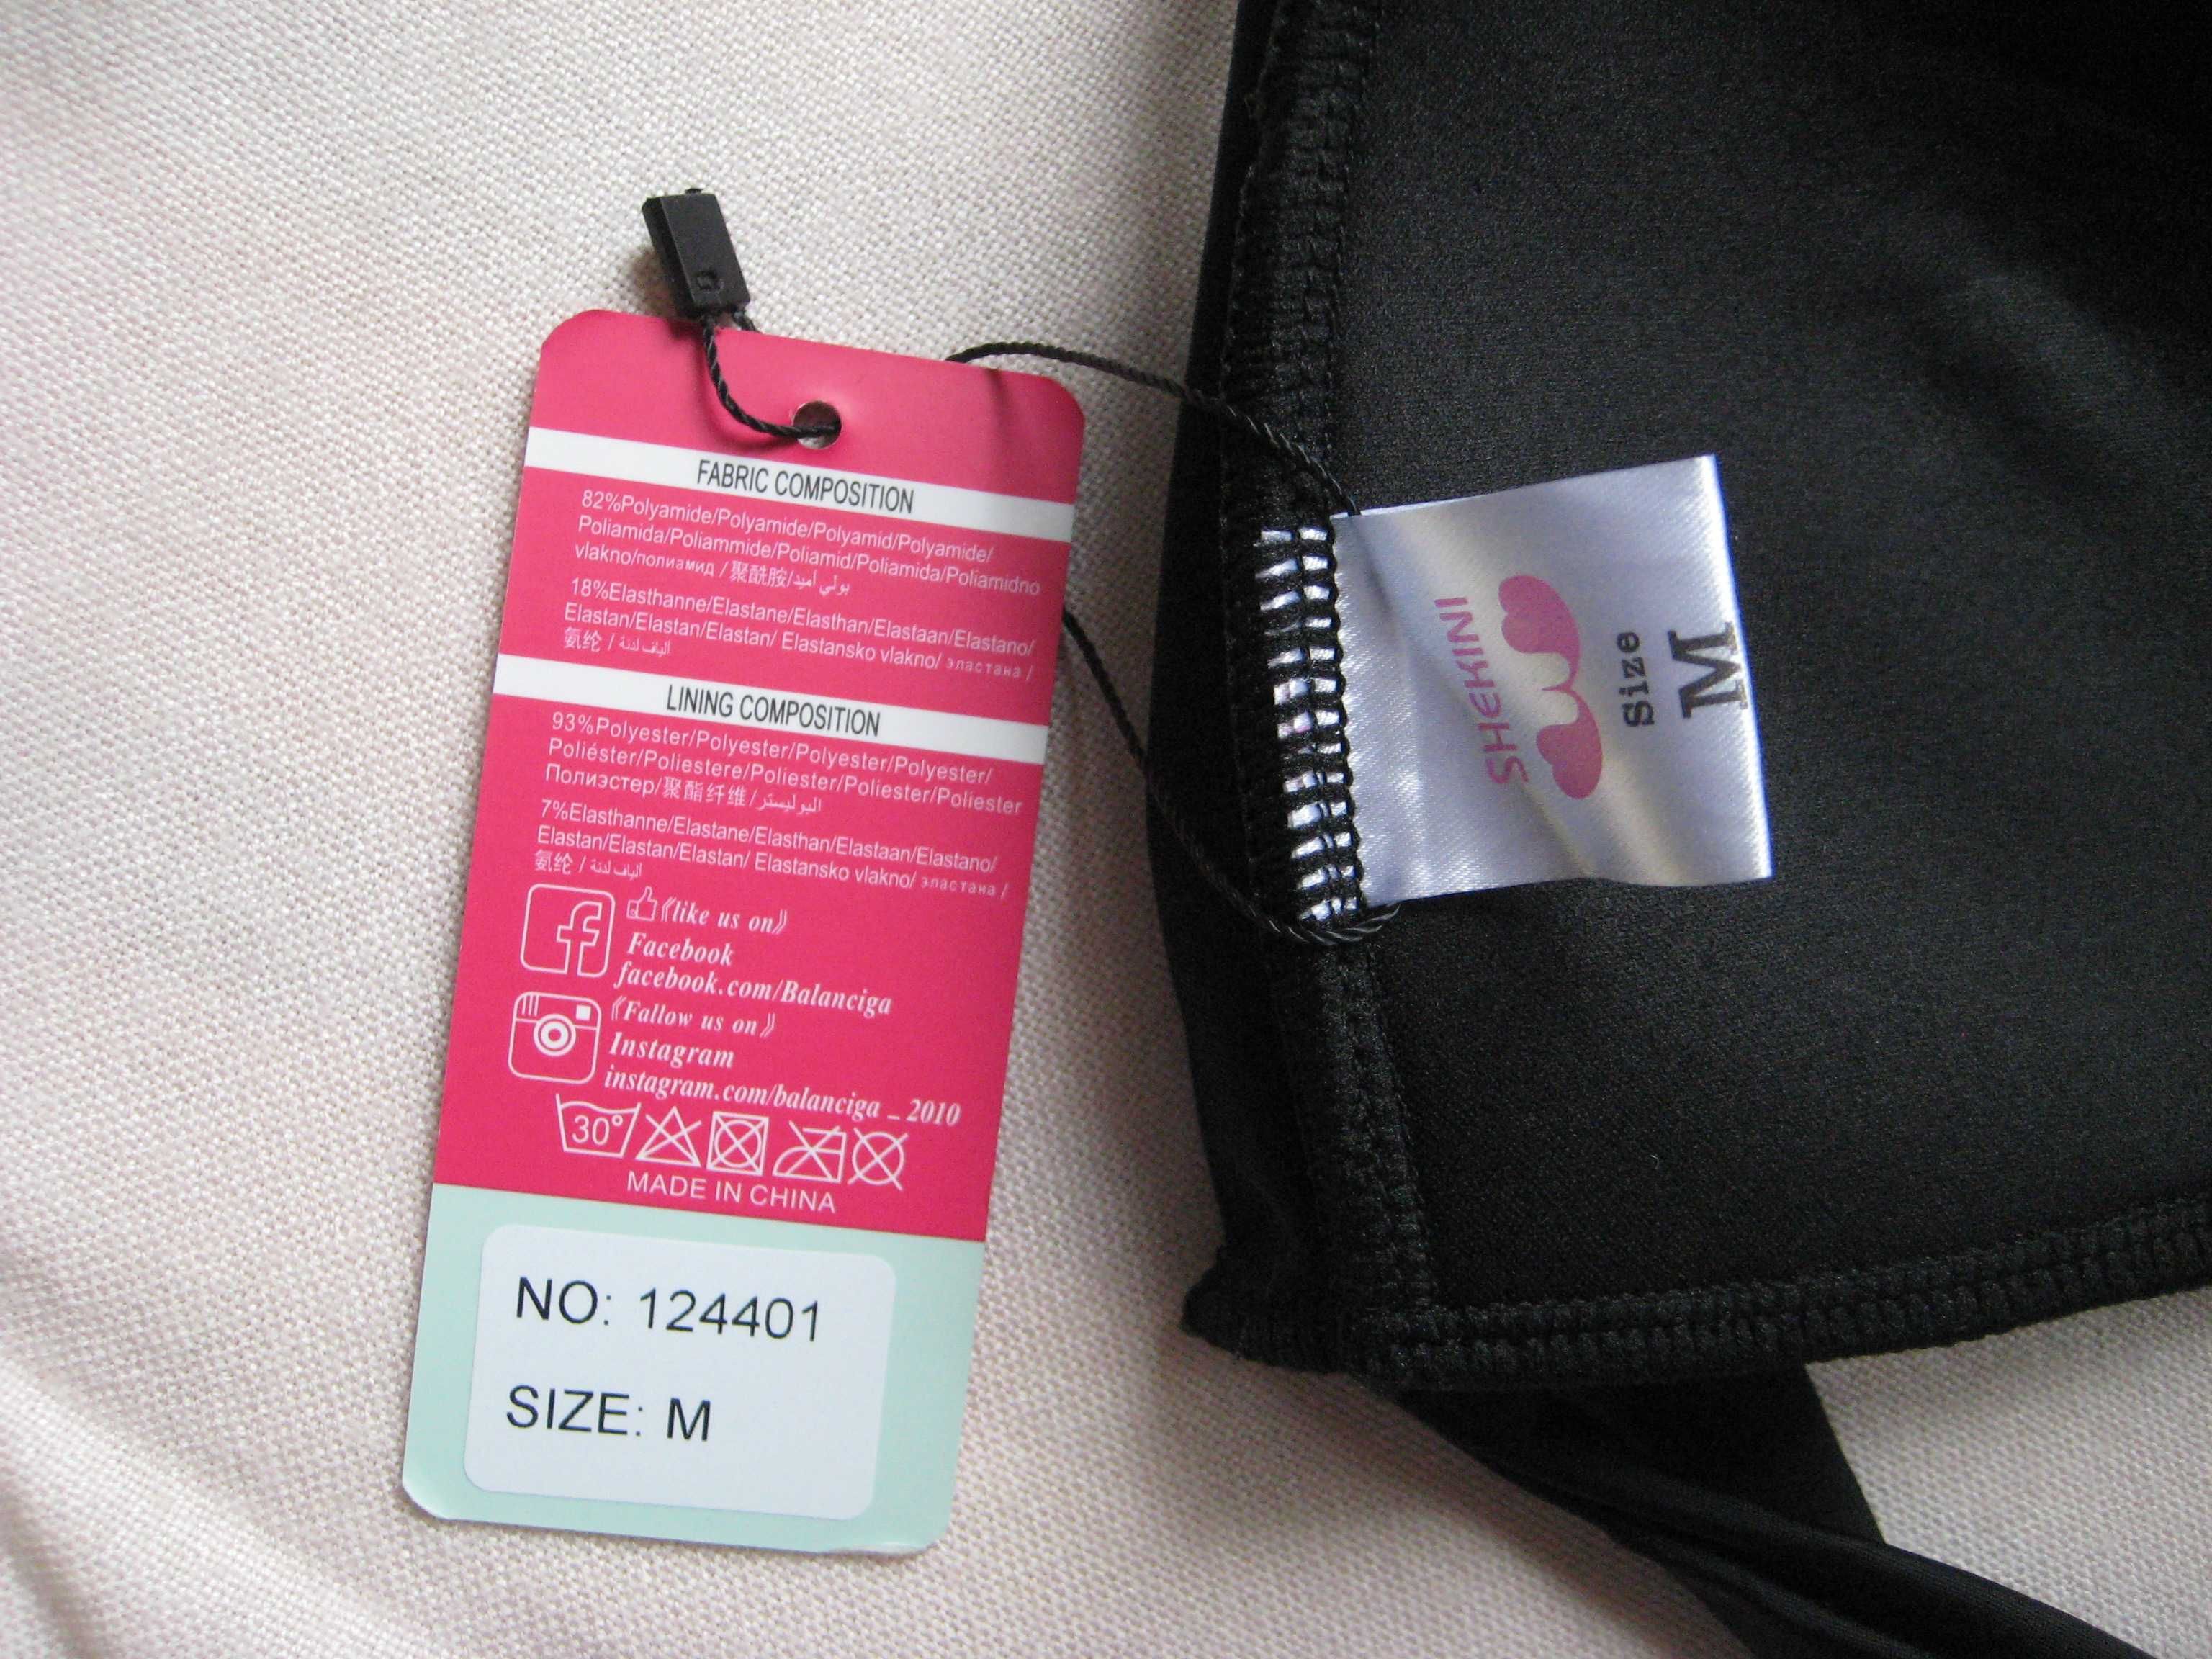 FABRIC COMPOSITION
82%Polyamide/Polyamide/Polyamid/Polyamide/
Poliamida/Poliammide/Poliamid/Poliamida/Poliamidno
vlakno/полиамид /聚酰胺/بولي أميد
18%Elasthanne/Elastane/Elasthan/Elastaan/Elastano/
Elastan/Elastan/Elastan/ Elastansko vlakno/ эластана /
氨纶 / ألياف لدنة
LINING COMPOSITION
93%Polyester/Polyester/Polyester/Polyester/
Poliéster/Poliestere/Poliester/Poliester/Poliester
Полиэстер/聚酯纤维/البوليستر
7%Elasthanne/Elastane/Elasthan/Elastaan/Elastano/
Elastan/Elastan/Elastan/ Elastansko vlakno/ эластана /
氨纶 / ألياف لدنة
《like us on》
Facebook
facebook.com/Balanciga
《Fallow us on》
Instagram
instagram.com/balanciga _ 2010
30°
MADE IN CHINA
NO: 124401
SIZE: M
SHEKINI
Size
M